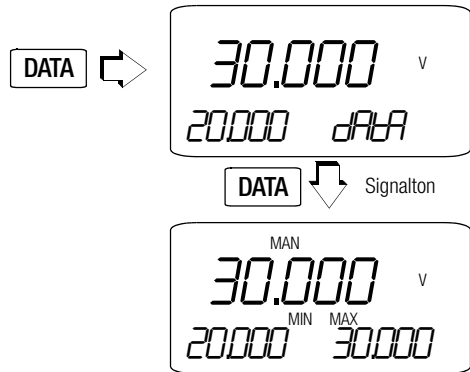 DATA
30.000 V
20.000 dAtA
DATA Signalton
MAN
30.000 V
MIN MAX
20.000 30.000